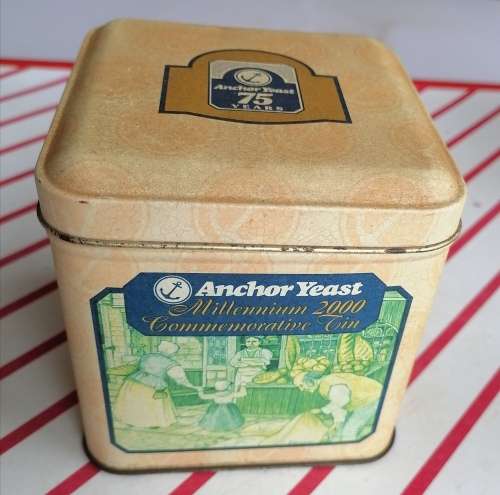 Anchor Yeast
75
YEARS
Anchor Yeast
Millennium 2000
Commemorative Tin